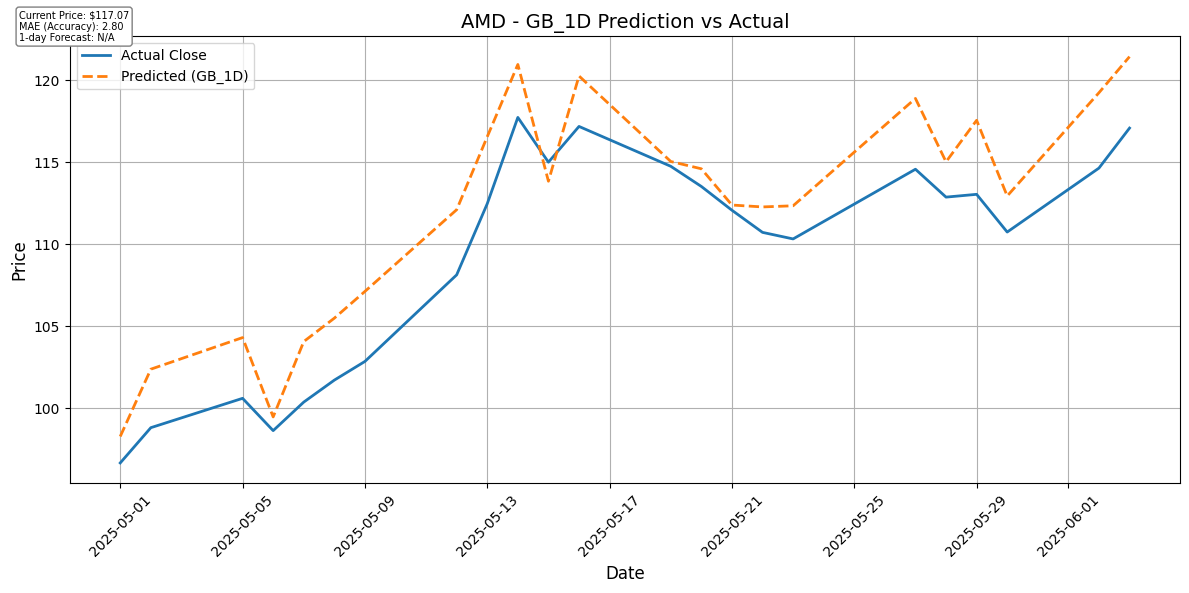 AMD - GB_1D Prediction vs Actual
Current Price: $117.07
MAE (Accuracy): 2.80
1-day Forecast: N/A
Actual Close
Predicted (GB_1D)
Price
120
115
110
105
100
2025-05-01
2025-05-05
2025-05-09
2025-05-13
2025-05-17
2025-05-21
2025-05-25
2025-05-29
2025-06-01
Date